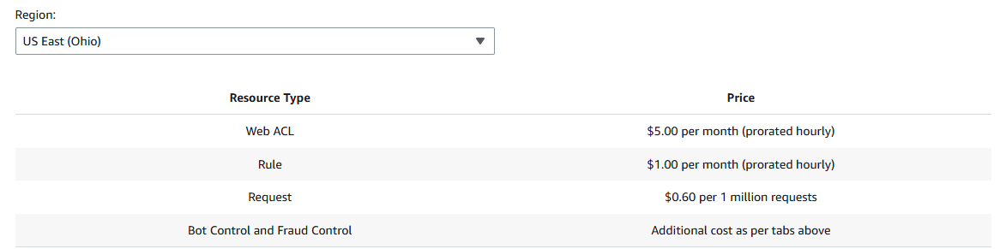 Region:
US East (Ohio)
Resource Type Price
Web ACL $5.00 per month (prorated hourly)
Rule $1.00 per month (prorated hourly)
Request $0.60 per 1 million requests
Bot Control and Fraud Control Additional cost as per tabs above